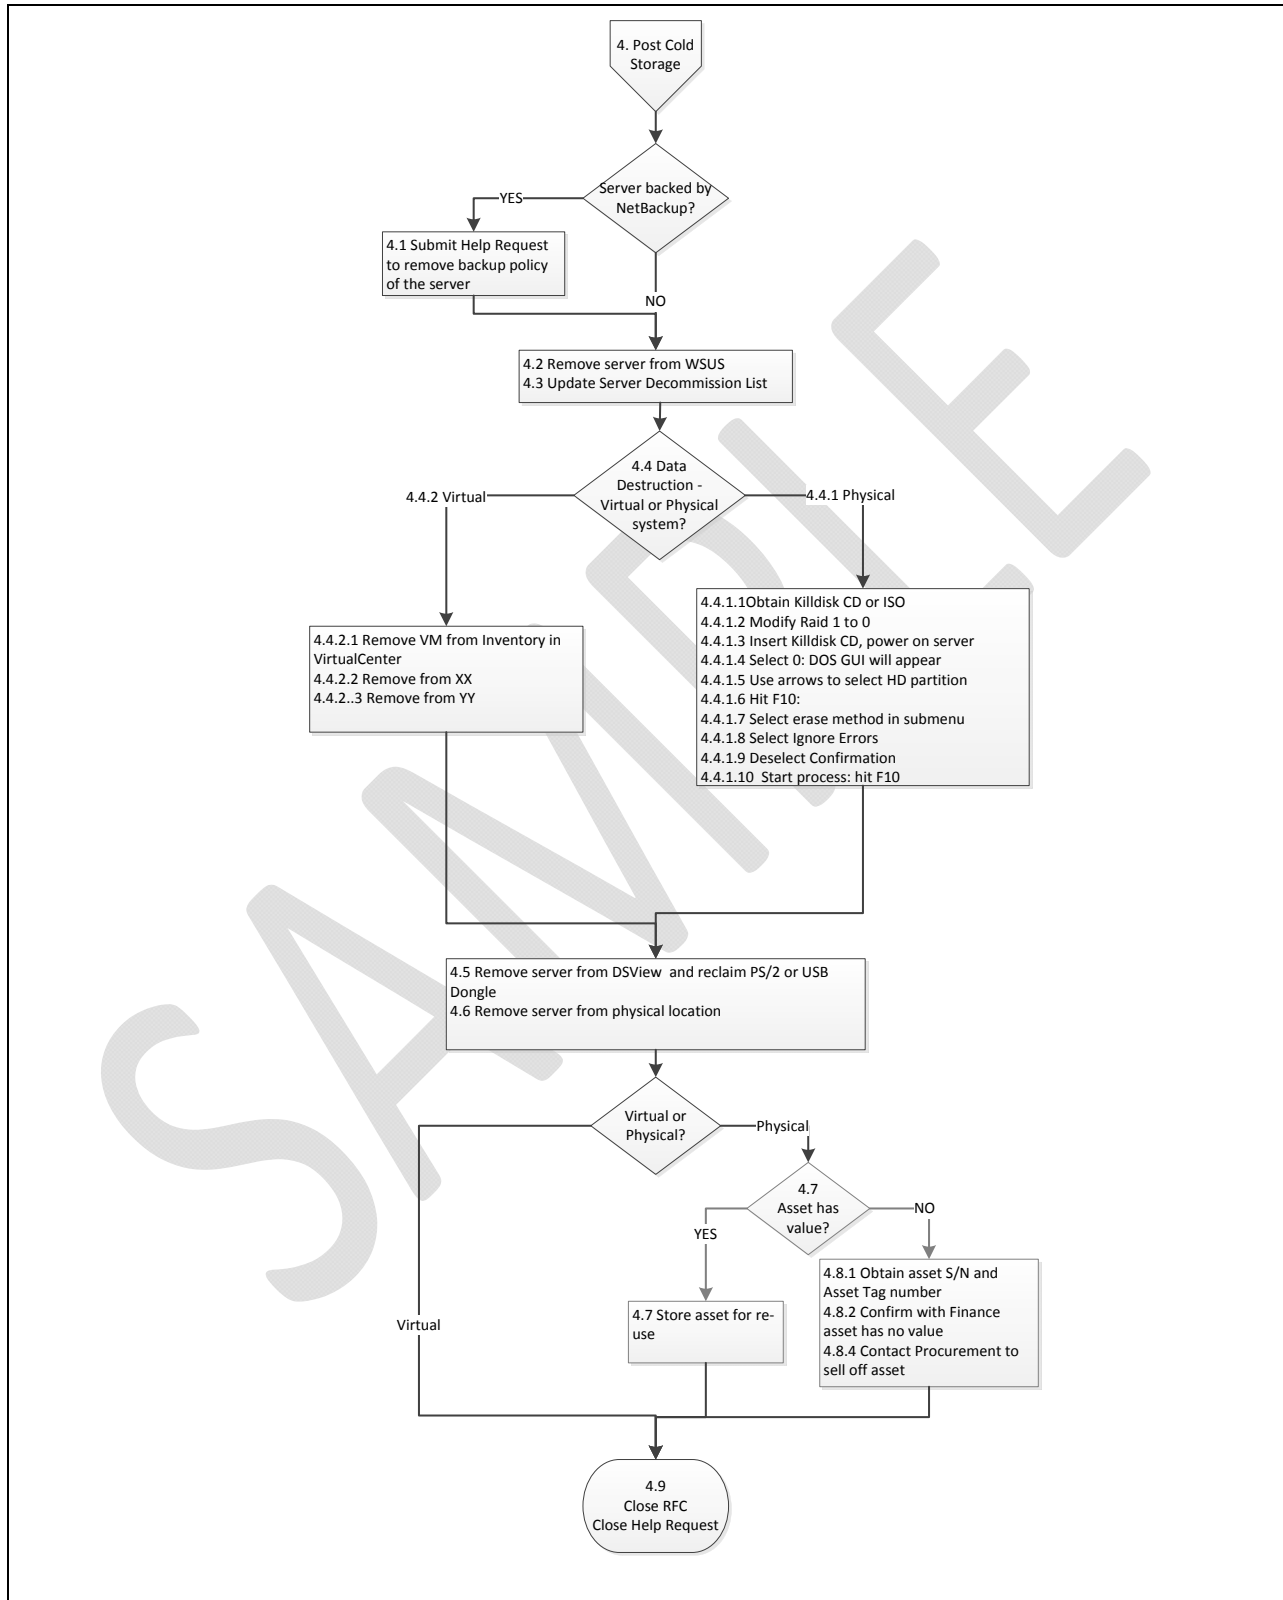 4. Post Cold
Storage
Server backed by
NetBackup?
YES
4.1 Submit Help Request
to remove backup policy
of the server
NO
4.2 Remove server from WSUS
4.3 Update Server Decommission List
4.4 Data
Destruction -
Virtual or Physical
system?
4.4.2 Virtual
4.4.1 Physical
4.4.2.1 Remove VM from Inventory in
VirtualCenter
4.4.2.2 Remove from XX
4.4.2..3 Remove from YY
4.4.1.1Obtain Killdisk CD or ISO
4.4.1.2 Modify Raid 1 to 0
4.4.1.3 Insert Killdisk CD, power on server
4.4.1.4 Select 0: DOS GUI will appear
4.4.1.5 Use arrows to select HD partition
4.4.1.6 Hit F10:
4.4.1.7 Select erase method in submenu
4.4.1.8 Select Ignore Errors
4.4.1.9 Deselect Confirmation
4.4.1.10  Start process: hit F10
4.5 Remove server from DSView  and reclaim PS/2 or USB
Dongle
4.6 Remove server from physical location
Virtual or
Physical?
Physical
4.7
Asset has
value?
YES
NO
4.7 Store asset for re-
use
4.8.1 Obtain asset S/N and
Asset Tag number
4.8.2 Confirm with Finance
asset has no value
4.8.4 Contact Procurement to
sell off asset
Virtual
4.9
Close RFC
Close Help Request
SAMPLE